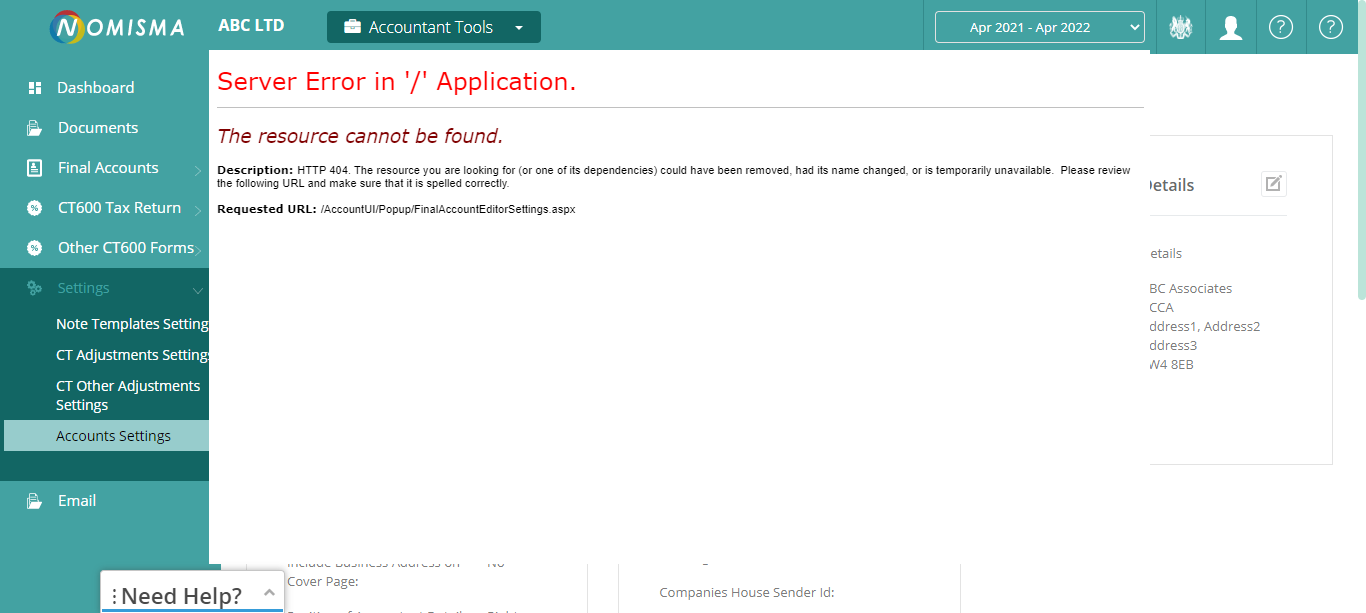 NOMISMA
ABC LTD
Accountant Tools
Apr 2021 - Apr 2022
Dashboard
Documents
Final Accounts
CT600 Tax Return
Other CT600 Forms
Settings
Note Templates Setting
CT Adjustments Settings
CT Other Adjustments
Settings
Accounts Settings
Email
Server Error in '/' Application.
The resource cannot be found.
Description: HTTP 404. The resource you are looking for (or one of its dependencies) could have been removed, had its name changed, or is temporarily unavailable.  Please review
the following URL and make sure that it is spelled correctly.
Requested URL: /AccountUI/Popup/FinalAccountEditorSettings.aspx
Details
etails
BC Associates
CCA
ddress1, Address2
ddress3
W4 8EB
Include Business Address on No
Cover Page:
Companies House Sender Id:
Need Help?